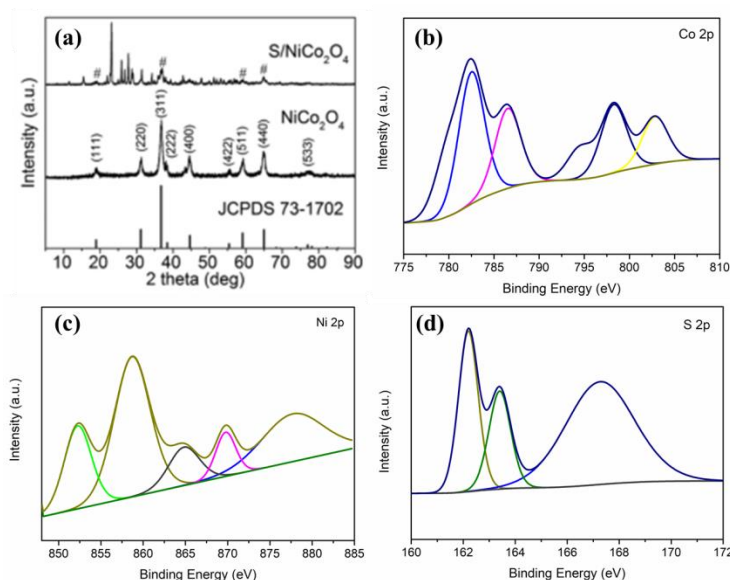 (a)
S/NiCo₂O₄
# # # #
NiCo₂O₄
(111) (220) (311) (222) (400) (422) (511) (440) (533)
JCPDS 73-1702
Intensity (a.u.)
0 10 20 30 40 50 60 70 80 90
2 theta (deg)
(b)
Co 2p
Intensity (a.u.)
775 780 785 790 795 800 805 810
Binding Energy (eV)
(c)
Ni 2p
Intensity (a.u.)
850 855 860 865 870 875 880 885
Binding Energy (eV)
(d)
S 2p
Intensity (a.u.)
160 162 164 166 168 170 172
Binding Energy (eV)